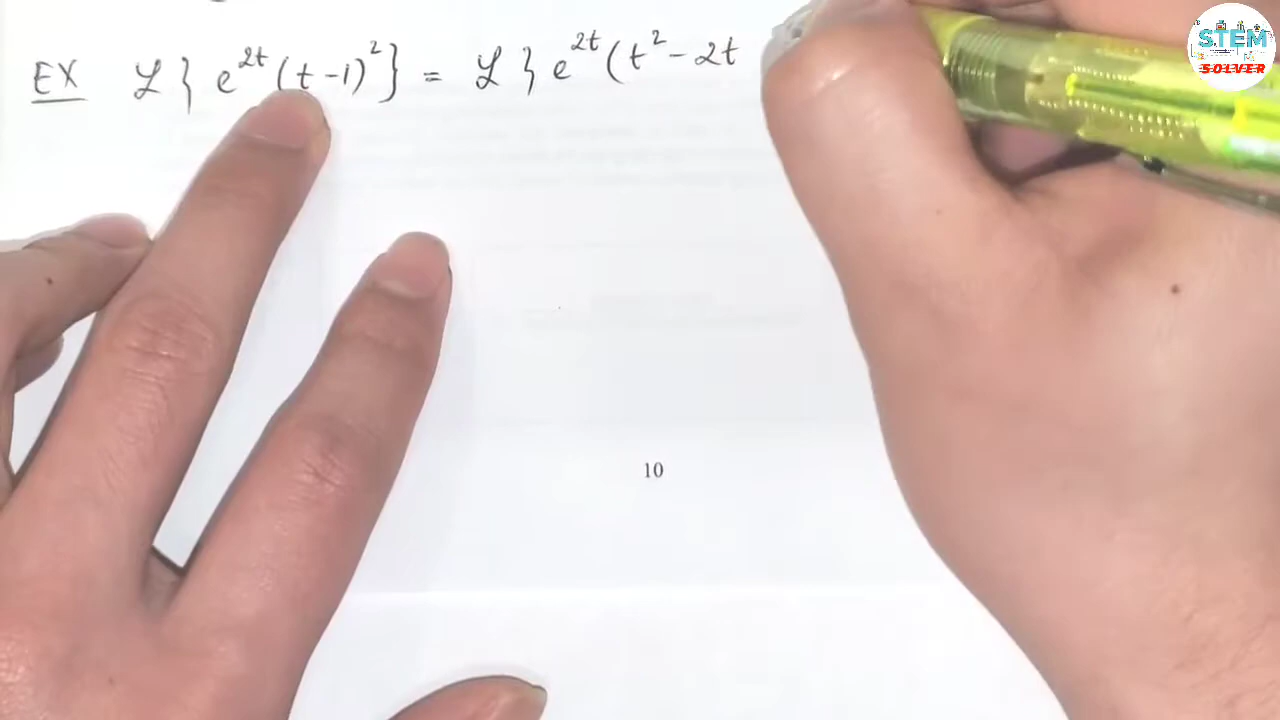 EX ℒ{e^{2t}(t-1)^2} = ℒ{e^{2t}(t^2-2t
STEM
SOLVER
10